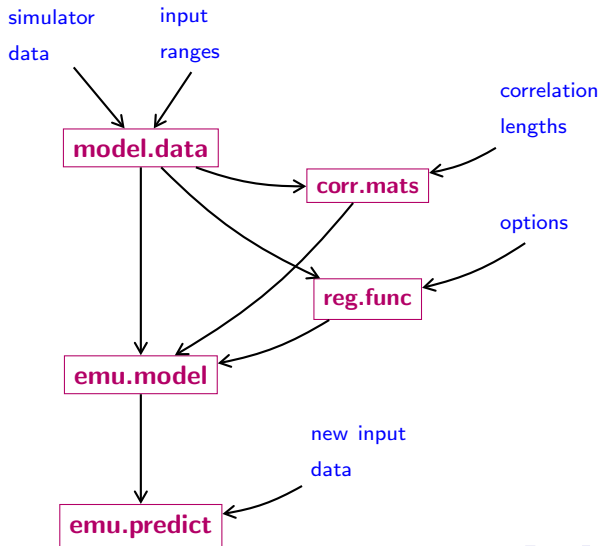 simulator
data
input
ranges
correlation
lengths
model.data
corr.mats
options
reg.func
emu.model
new input
data
emu.predict